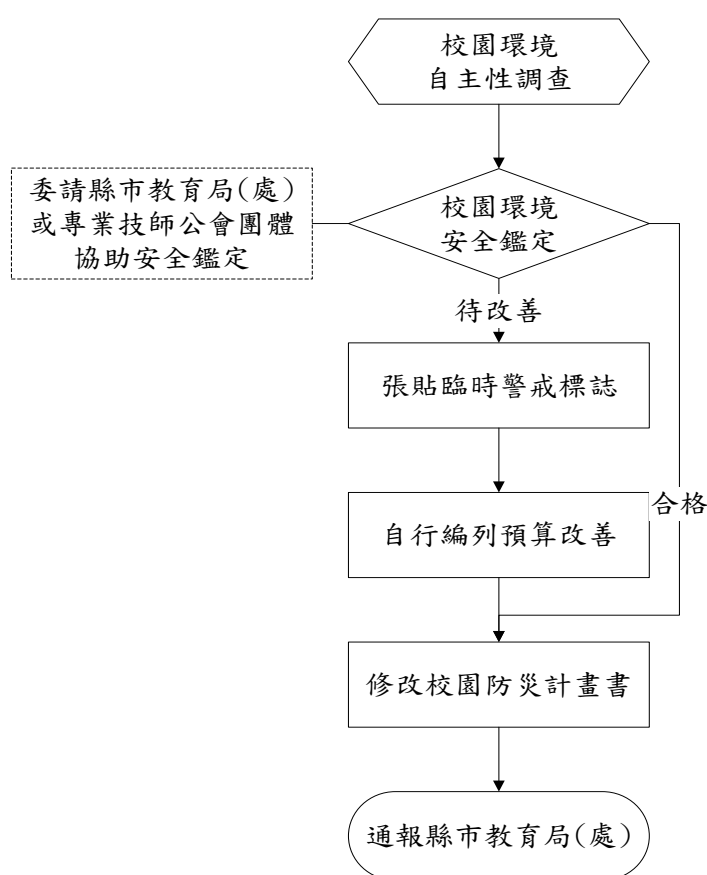 校園環境
自主性調查
委請縣市教育局(處)
或專業技師公會團體
協助安全鑑定
校園環境
安全鑑定
待改善
張貼臨時警戒標誌
合格
自行編列預算改善
修改校園防災計畫書
通報縣市教育局(處)